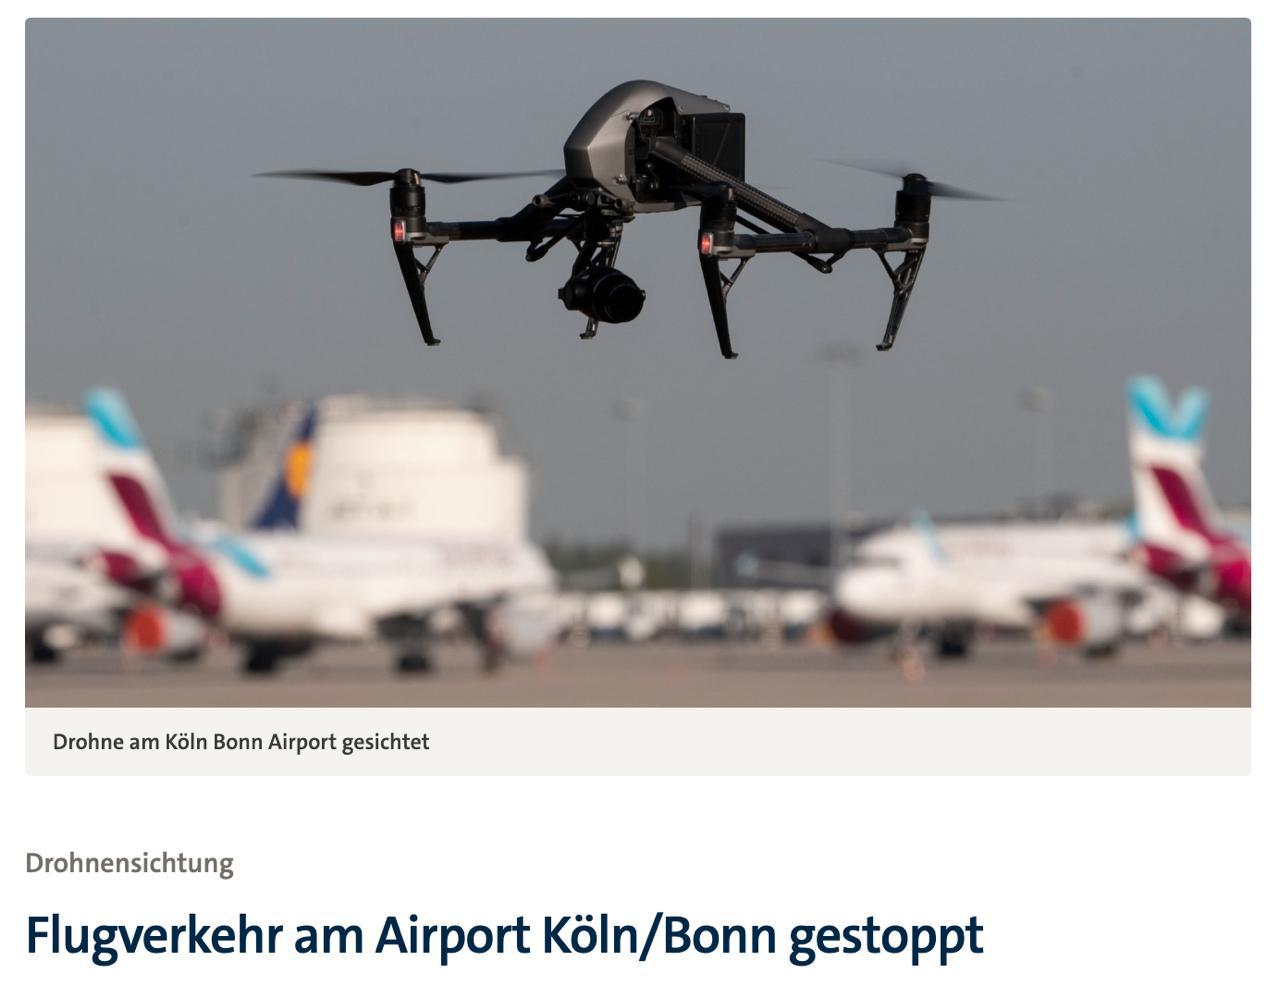 Drohne am Köln Bonn Airport gesichtet
Drohnensichtung
Flugverkehr am Airport Köln/Bonn gestoppt